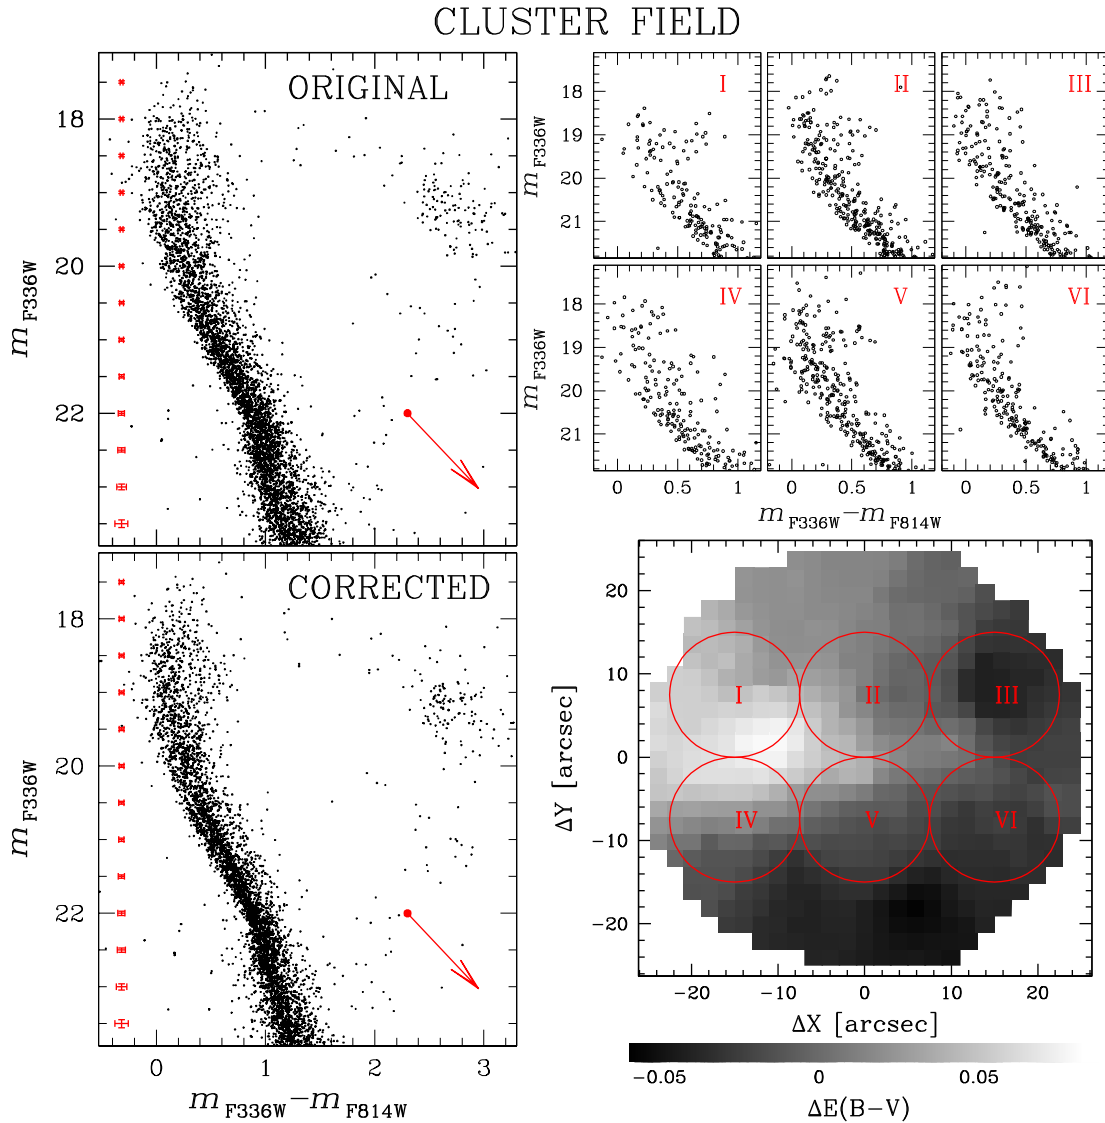 CLUSTER FIELD
ORIGINAL
18
20
22
m F336W
CORRECTED
18
20
22
m F336W
0 1 2 3
m F336W−m F814W
I II III
18
19
20
21
m F336W
IV V VI
18
19
20
21
m F336W
0 0.5 1 0 0.5 1 0 0.5 1
m F336W−m F814W
20
10
0
−10
−20
ΔY [arcsec]
I II III
IV V VI
−20 −10 0 10 20
ΔX [arcsec]
−0.05 0 0.05
ΔE(B−V)